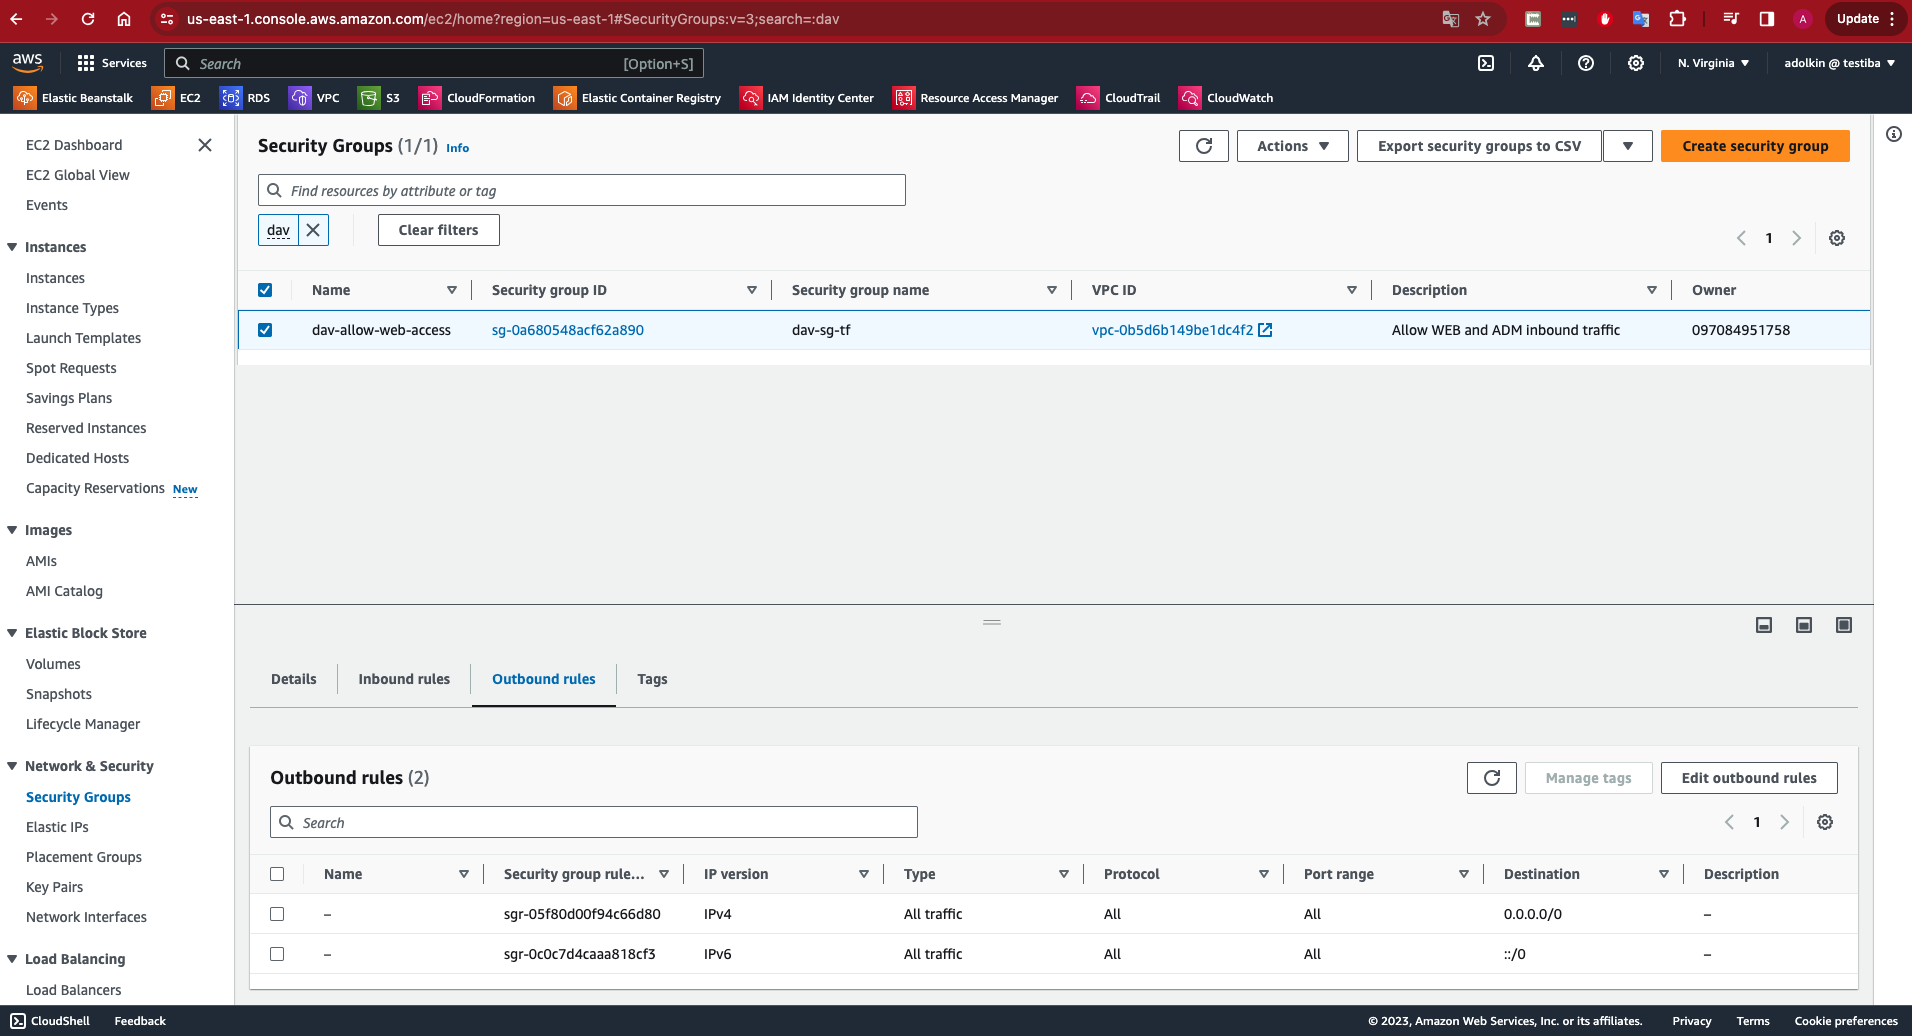 us-east-1.console.aws.amazon.com/ec2/home?region=us-east-1#SecurityGroups:v=3;search=:dav
A
Update
aws
Services
Search
[Option+S]
N. Virginia
adolkin @ testiba
Elastic Beanstalk
EC2
RDS
VPC
S3
CloudFormation
Elastic Container Registry
IAM Identity Center
Resource Access Manager
CloudTrail
CloudWatch
EC2 Dashboard
EC2 Global View
Events
Instances
Instances
Instance Types
Launch Templates
Spot Requests
Savings Plans
Reserved Instances
Dedicated Hosts
Capacity Reservations New
Images
AMIs
AMI Catalog
Elastic Block Store
Volumes
Snapshots
Lifecycle Manager
Network & Security
Security Groups
Elastic IPs
Placement Groups
Key Pairs
Network Interfaces
Load Balancing
Load Balancers
Security Groups (1/1) Info
Actions
Export security groups to CSV
Create security group
Find resources by attribute or tag
dav
Clear filters
1
Name Security group ID Security group name VPC ID Description Owner
dav-allow-web-access sg-0a680548acf62a890 dav-sg-tf vpc-0b5d6b149be1dc4f2 Allow WEB and ADM inbound traffic 097084951758
Details
Inbound rules
Outbound rules
Tags
Outbound rules (2)
Manage tags
Edit outbound rules
Search
1
Name Security group rule... IP version Type Protocol Port range Destination Description
– sgr-05f80d00f94c66d80 IPv4 All traffic All All 0.0.0.0/0 –
– sgr-0c0c7d4caaa818cf3 IPv6 All traffic All All ::/0 –
CloudShell
Feedback
© 2023, Amazon Web Services, Inc. or its affiliates.
Privacy
Terms
Cookie preferences